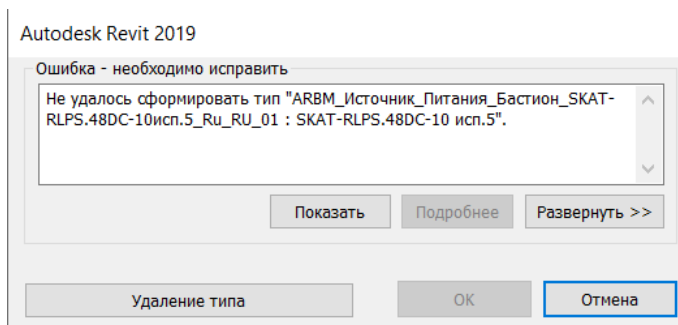 Autodesk Revit 2019
Ошибка - необходимо исправить
Не удалось сформировать тип "ARBM_Источник_Питания_Бастион_SKAT-
RLPS.48DC-10исп.5_Ru_RU_01 : SKAT-RLPS.48DC-10 исп.5".
Показать
Подробнее
Развернуть >>
Удаление типа
OK
Отмена